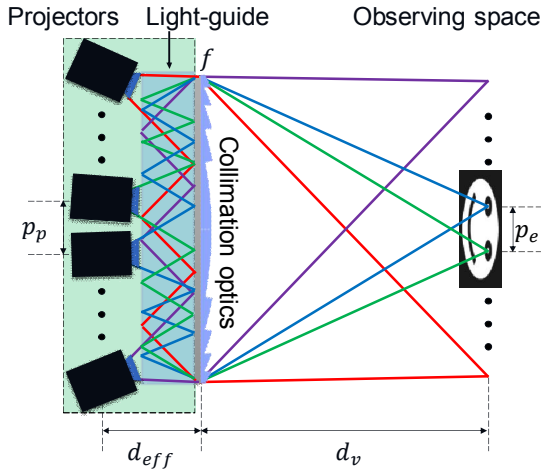 Projectors
Light-guide
Observing space
f
Collimation optics
p_p
p_e
d_eff
d_v